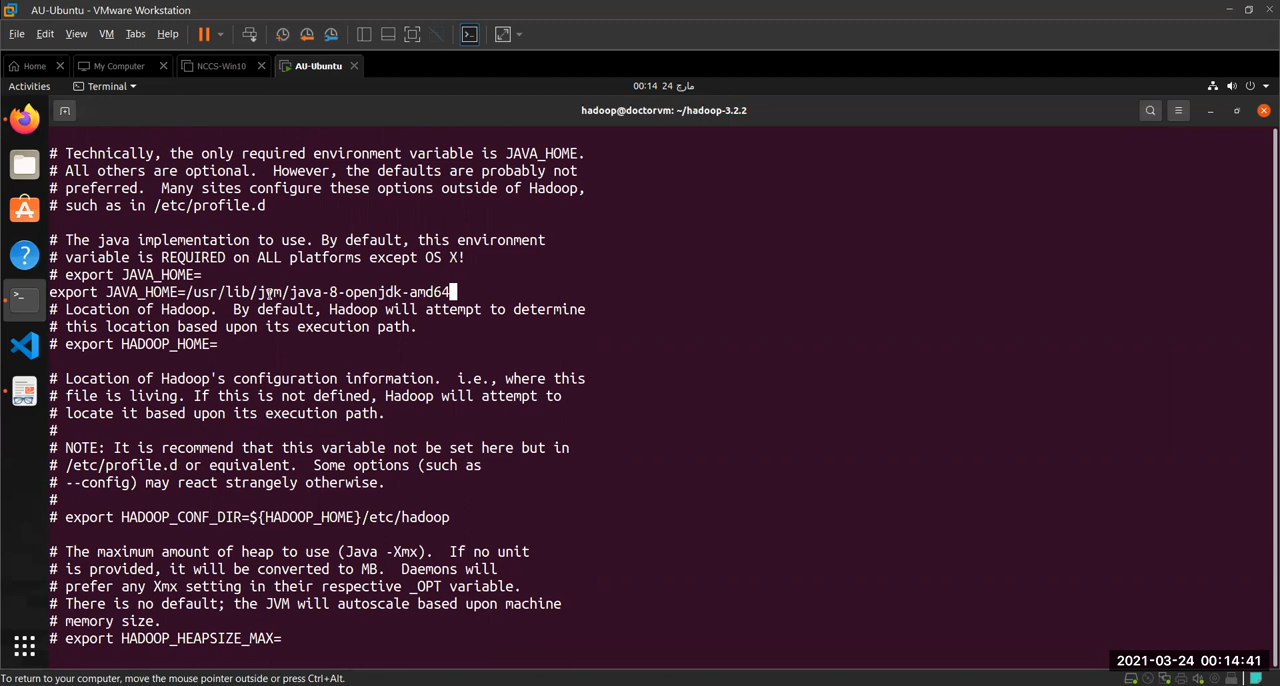 AU-Ubuntu - VMware Workstation
File Edit View VM Tabs Help
Home My Computer NCCS-Win10 AU-Ubuntu
Activities Terminal 00:14 24 مارچ
hadoop@doctorvm: ~/hadoop-3.2.2
# Technically, the only required environment variable is JAVA_HOME.
# All others are optional.  However, the defaults are probably not
# preferred.  Many sites configure these options outside of Hadoop,
# such as in /etc/profile.d
# The java implementation to use. By default, this environment
# variable is REQUIRED on ALL platforms except OS X!
# export JAVA_HOME=
export JAVA_HOME=/usr/lib/jvm/java-8-openjdk-amd64
# Location of Hadoop.  By default, Hadoop will attempt to determine
# this location based upon its execution path.
# export HADOOP_HOME=
# Location of Hadoop's configuration information.  i.e., where this
# file is living. If this is not defined, Hadoop will attempt to
# locate it based upon its execution path.
#
# NOTE: It is recommend that this variable not be set here but in
# /etc/profile.d or equivalent.  Some options (such as
# --config) may react strangely otherwise.
#
# export HADOOP_CONF_DIR=${HADOOP_HOME}/etc/hadoop
# The maximum amount of heap to use (Java -Xmx).  If no unit
# is provided, it will be converted to MB.  Daemons will
# prefer any Xmx setting in their respective _OPT variable.
# There is no default; the JVM will autoscale based upon machine
# memory size.
# export HADOOP_HEAPSIZE_MAX=
2021-03-24 00:14:41
To return to your computer, move the mouse pointer outside or press Ctrl+Alt.